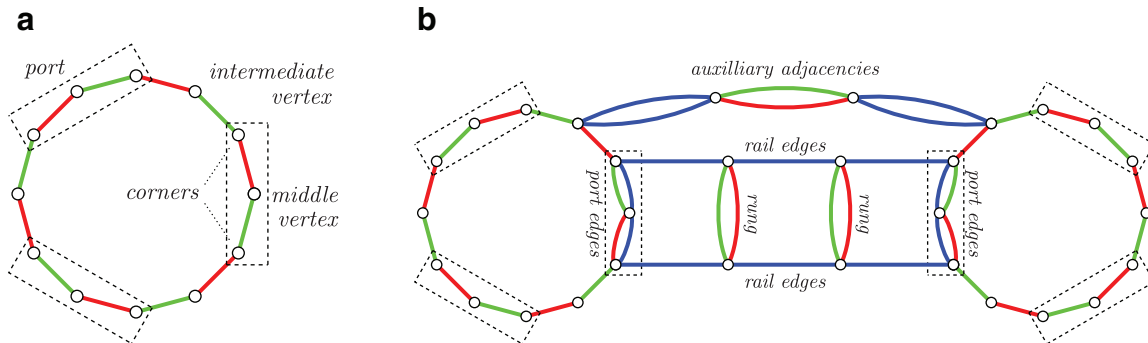 a
port
intermediate
vertex
corners
middle
vertex
b
auxilliary adjacencies
rail edges
port edges
rung
rung
port edges
rail edges